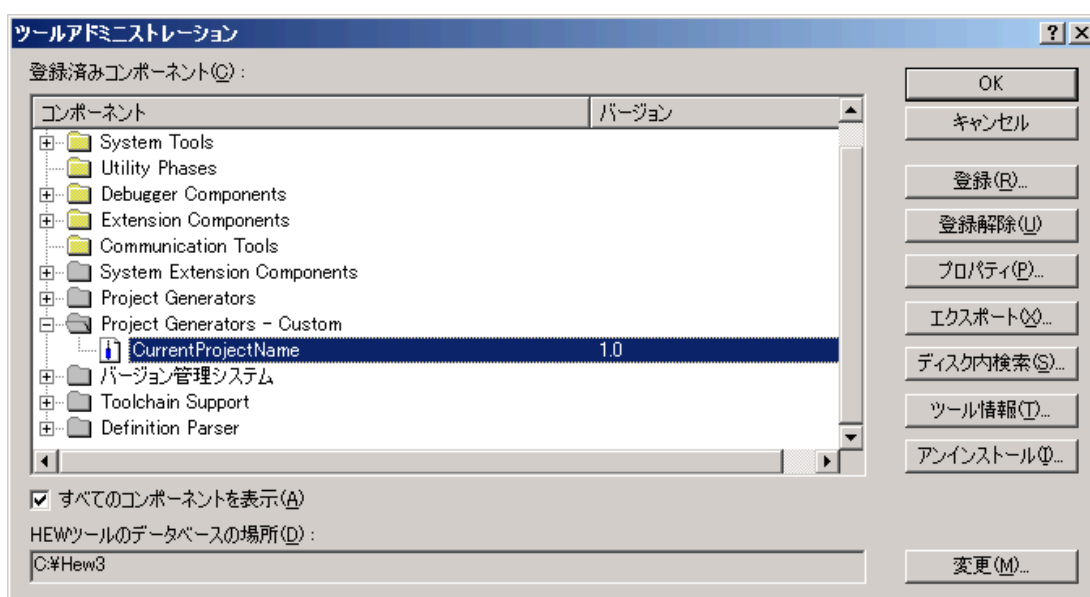 ツールアドミニストレーション
登録済みコンポーネント(C):
コンポーネント バージョン
System Tools
Utility Phases
Debugger Components
Extension Components
Communication Tools
System Extension Components
Project Generators
Project Generators - Custom
CurrentProjectName 1.0
バージョン管理システム
Toolchain Support
Definition Parser
すべてのコンポーネントを表示(A)
HEWツールのデータベースの場所(D):
C:¥Hew3
OK
キャンセル
登録(R)...
登録解除(U)
プロパティ(P)...
エクスポート(X)...
ディスク内検索(S)...
ツール情報(T)...
アンインストール(I)...
変更(M)...